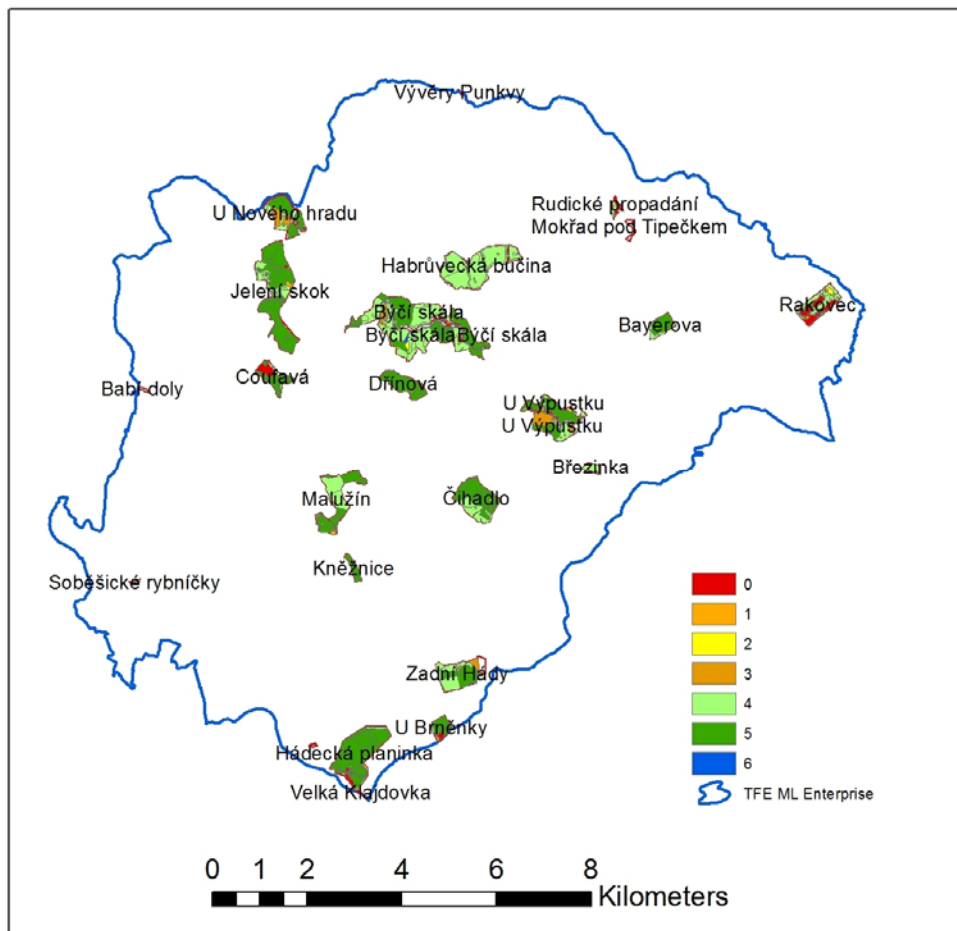 Vývěry Punkvy
Rudické propadání
U Nového hradu
Mokřad pod Tipečkem
Habrůvecká bučina
Jelení skok
Rakovec
Býčí skála
Bayerova
Býčí skála Býčí skála
Coufavá
Dřínová
Babí doly
U Výpustku
U Výpustku
Březinka
Malužín
Čihadlo
Kněžnice
Soběšické rybníčky
0
1
2
3
4
5
6
TFE ML Enterprise
Zadní Hády
U Brněnky
Hádecká planinka
Velká Klajdovka
0 1 2 4 6 8
Kilometers